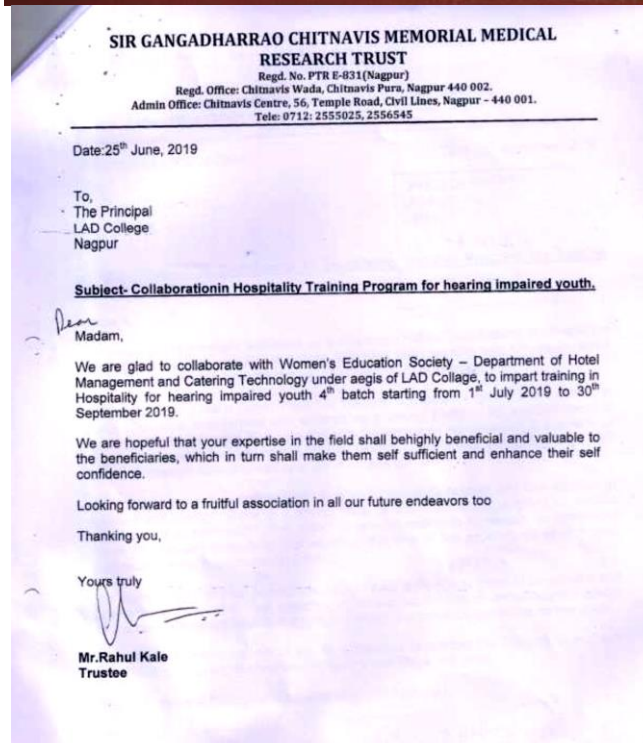 SIR GANGADHARRAO CHITNAVIS MEMORIAL MEDICAL
RESEARCH TRUST
Regd. No. PTR E-831(Nagpur)
Regd. Office: Chitnavis Wada, Chitnavis Pura, Nagpur 440 002.
Admin Office: Chitnavis Centre, 56, Temple Road, Civil Lines, Nagpur – 440 001.
Tele: 0712: 2555025, 2556545
Date:25th June, 2019
To,
The Principal
LAD College
Nagpur
Subject- Collaborationin Hospitality Training Program for hearing impaired youth.
Dear
Madam,
We are glad to collaborate with Women's Education Society – Department of Hotel
Management and Catering Technology under aegis of LAD Collage, to impart training in
Hospitality for hearing impaired youth 4th batch starting from 1st July 2019 to 30th
September 2019.
We are hopeful that your expertise in the field shall behighly beneficial and valuable to
the beneficiaries, which in turn shall make them self sufficient and enhance their self
confidence.
Looking forward to a fruitful association in all our future endeavors too
Thanking you,
Yours truly
Mr.Rahul Kale
Trustee